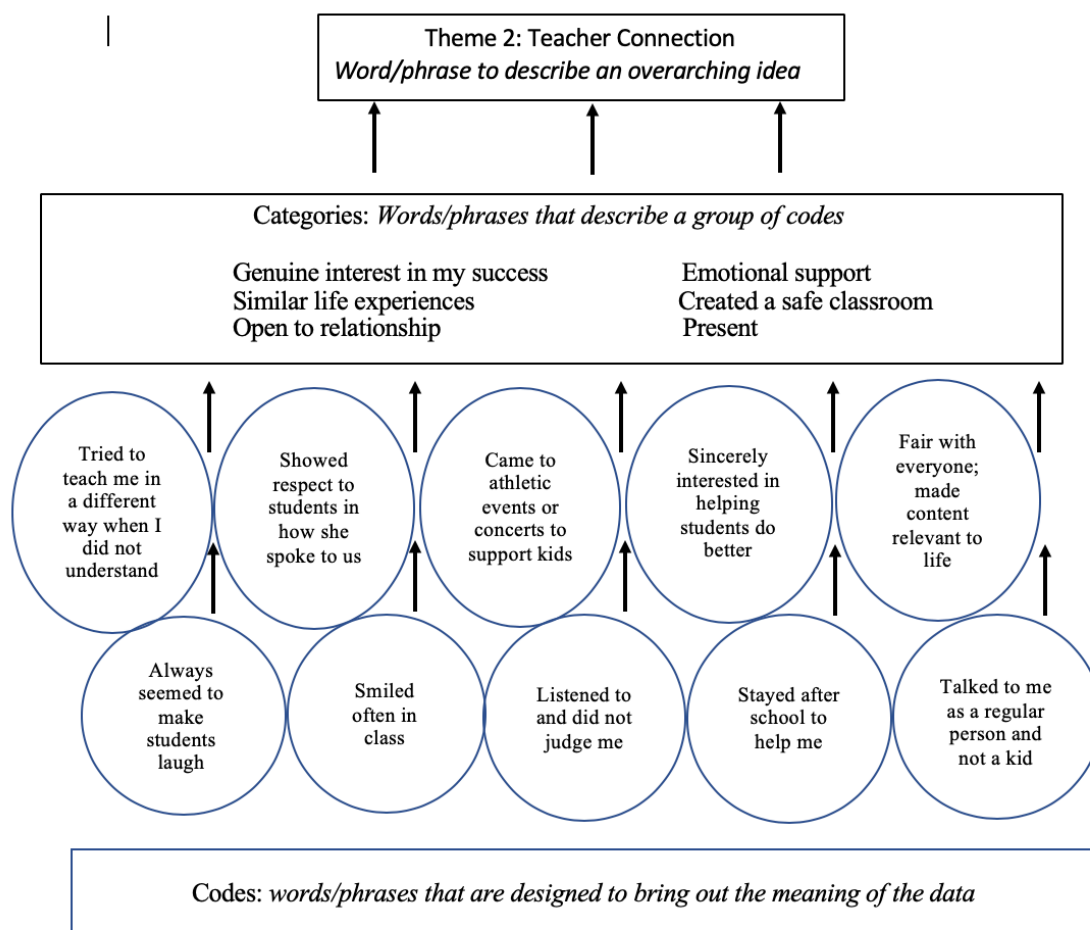 Theme 2: Teacher Connection
Word/phrase to describe an overarching idea
Categories: Words/phrases that describe a group of codes
Genuine interest in my success
Similar life experiences
Open to relationship
Emotional support
Created a safe classroom
Present
Tried to
teach me in
a different
way when I
did not
understand
Showed
respect to
students in
how she
spoke to us
Came to
athletic
events or
concerts to
support kids
Sincerely
interested in
helping
students do
better
Fair with
everyone;
made
content
relevant to
life
Always
seemed to
make
students
laugh
Smiled
often in
class
Listened to
and did not
judge me
Stayed after
school to
help me
Talked to me
as a regular
person and
not a kid
Codes: words/phrases that are designed to bring out the meaning of the data